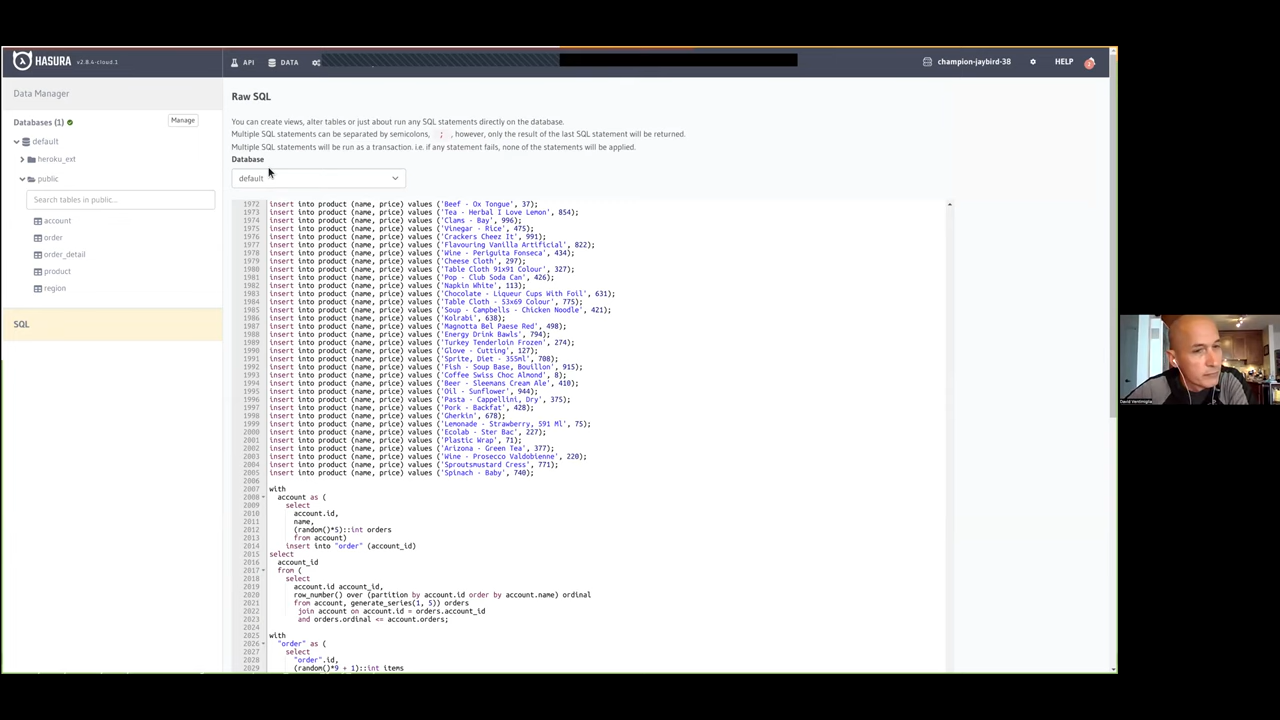 HASURA v2.8.4-cloud.1
API
DATA
champion-jaybird-38
HELP
Data Manager
Databases (1)
Manage
default
heroku_ext
public
Search tables in public...
account
order
order_detail
product
region
SQL
Raw SQL
You can create views, alter tables or just about run any SQL statements directly on the database.
Multiple SQL statements can be separated by semicolons, ; , however, only the result of the last SQL statement will be returned.
Multiple SQL statements will be run as a transaction. i.e. if any statement fails, none of the statements will be applied.
Database
default
1972 insert into product (name, price) values ('Beef - Ox Tongue', 37);
1973 insert into product (name, price) values ('Tea - Herbal I Love Lemon', 854);
1974 insert into product (name, price) values ('Clams - Bay', 996);
1975 insert into product (name, price) values ('Vinegar - Rice', 475);
1976 insert into product (name, price) values ('Crackers Cheez It', 991);
1977 insert into product (name, price) values ('Flavouring Vanilla Artificial', 822);
1978 insert into product (name, price) values ('Wine - Periguita Fonseca', 434);
1979 insert into product (name, price) values ('Cheese Cloth', 297);
1980 insert into product (name, price) values ('Table Cloth 91x91 Colour', 327);
1981 insert into product (name, price) values ('Pop - Club Soda Can', 426);
1982 insert into product (name, price) values ('Napkin White', 113);
1983 insert into product (name, price) values ('Chocolate - Liqueur Cups With Foil', 631);
1984 insert into product (name, price) values ('Table Cloth - 53x69 Colour', 775);
1985 insert into product (name, price) values ('Soup - Campbells - Chicken Noodle', 421);
1986 insert into product (name, price) values ('Kolrabi', 638);
1987 insert into product (name, price) values ('Magnotta Bel Paese Red', 498);
1988 insert into product (name, price) values ('Energy Drink Bawls', 794);
1989 insert into product (name, price) values ('Turkey Tenderloin Frozen', 274);
1990 insert into product (name, price) values ('Glove - Cutting', 127);
1991 insert into product (name, price) values ('Sprite, Diet - 355ml', 708);
1992 insert into product (name, price) values ('Fish - Soup Base, Bouillon', 915);
1993 insert into product (name, price) values ('Coffee Swiss Choc Almond', 8);
1994 insert into product (name, price) values ('Beer - Sleemans Cream Ale', 410);
1995 insert into product (name, price) values ('Oil - Sunflower', 944);
1996 insert into product (name, price) values ('Pasta - Cappellini, Dry', 375);
1997 insert into product (name, price) values ('Pork - Backfat', 428);
1998 insert into product (name, price) values ('Gherkin', 678);
1999 insert into product (name, price) values ('Lemonade - Strawberry, 591 Ml', 75);
2000 insert into product (name, price) values ('Ecolab - Ster Bac', 227);
2001 insert into product (name, price) values ('Plastic Wrap', 71);
2002 insert into product (name, price) values ('Arizona - Green Tea', 377);
2003 insert into product (name, price) values ('Wine - Prosecco Valdobienne', 220);
2004 insert into product (name, price) values ('Sproutsmustard Cress', 771);
2005 insert into product (name, price) values ('Spinach - Baby', 740);
2006
2007 with
2008 account as (
2009 select
2010 account.id,
2011 name,
2012 (random()*5)::int orders
2013 from account)
2014 insert into "order" (account_id)
2015 select
2016 account_id
2017 from (
2018 select
2019 account.id account_id,
2020 row_number() over (partition by account.id order by account.name) ordinal
2021 from account, generate_series(1, 5)) orders
2022 join account on account.id = orders.account_id
2023 and orders.ordinal <= account.orders;
2024
2025 with
2026 "order" as (
2027 select
2028 "order".id,
2029 (random()*9 + 1)::int items
David Ventimiglia